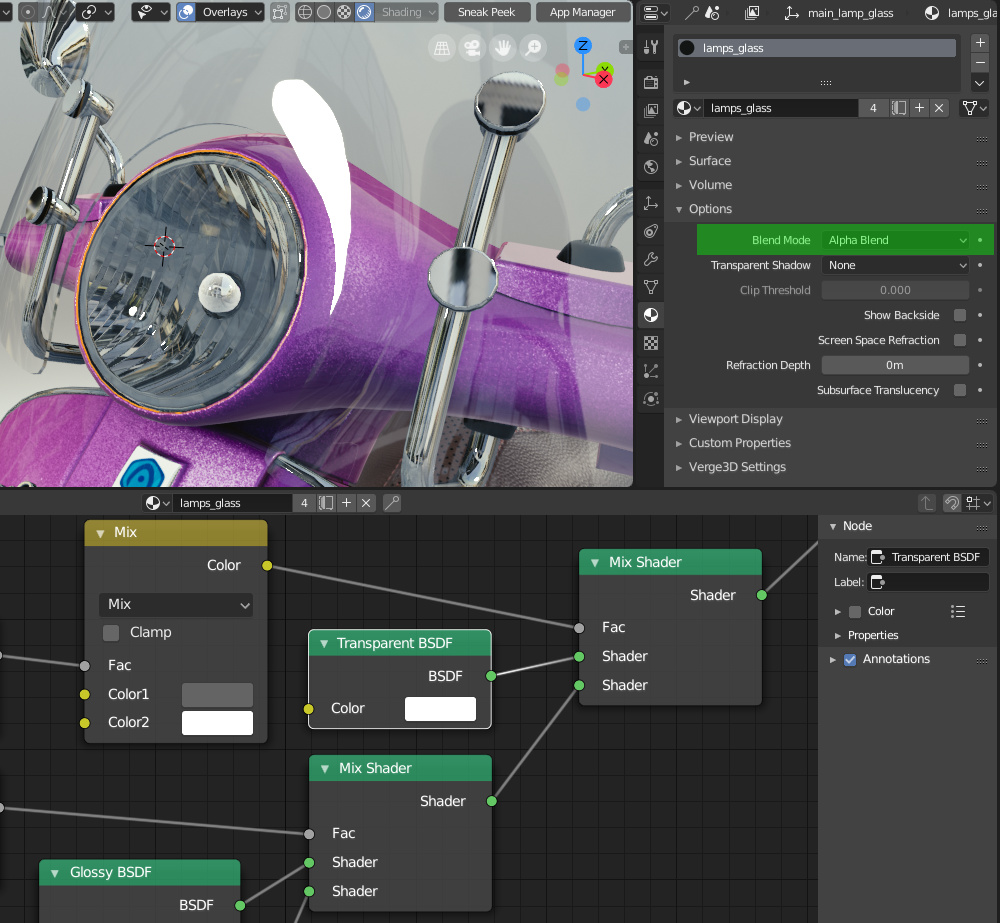 Overlays
Shading
Sneak Peek
App Manager
main_lamp_glass
lamps_gla
Z
Y
X
lamps_glass
lamps_glass
4
Preview
Surface
Volume
Options
Blend Mode
Alpha Blend
Transparent Shadow
None
Clip Threshold
0.000
Show Backside
Screen Space Refraction
Refraction Depth
0m
Subsurface Translucency
Viewport Display
Custom Properties
Verge3D Settings
lamps_glass
4
Mix
Color
Mix
Clamp
Fac
Color1
Color2
Transparent BSDF
BSDF
Color
Mix Shader
Shader
Fac
Shader
Shader
Mix Shader
Shader
Fac
Shader
Shader
Glossy BSDF
BSDF
Node
Name:
Transparent BSDF
Label:
Color
Properties
Annotations